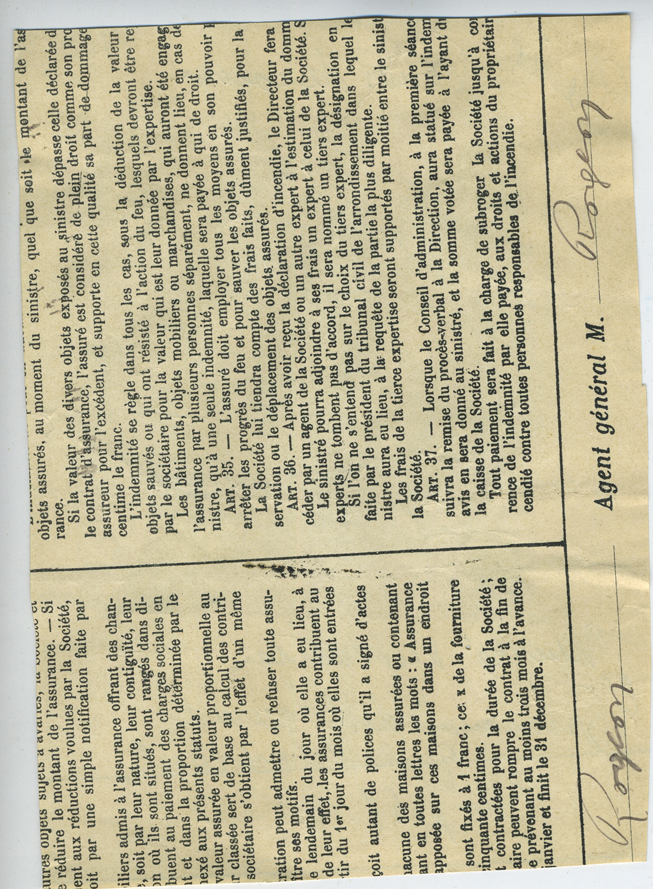 autres objets sujets à avaries, la Société et
e réduire le montant de l'assurance. — Si
ent aux réductions voulues par la Société,
oit par une simple notification faite par
illiers admis à l'assurance offrant des chan-
, soit par leur nature, leur contiguïté, leur
on où ils sont situés, sont rangés dans di-
buent au paiement des charges sociales en
t et dans la proportion déterminée par le
nexé aux présents statuts.
valeur assurée en valeur proportionnelle au
r classée sert de base au calcul des contri-
sociétaire s'obtient par l'effet d'un même
ration peut admettre ou refuser toute assu-
ître ses motifs.
e lendemain du jour où elle a eu lieu, à
de leur effet, les assurances contribuent au
tir du 1er jour du mois où elles sont entrées
çoit autant de polices qu'il a signé d'actes
hacune des maisons assurées ou contenant
ant en toutes lettres les mots : « Assurance
apposée sur ces maisons dans un endroit
sont fixés à 1 franc ; ce: x de la fourniture
inquante centimes.
t contractées pour la durée de la Société ;
aire peuvent rompre le contrat à la fin de
e prévenant au moins trois mois à l'avance.
janvier et finit le 31 décembre.
objets assurés, au moment du sinistre, quel que soit le montant de l'as
rance.
Si la valeur des divers objets exposés au sinistre dépasse celle déclarée d
le contrat d'assurance, l'assuré est considéré de plein droit comme son pro
assureur pour l'excédent, et supporte en cette qualité sa part de dommage
centime le franc.
L'indemnité se règle dans tous les cas, sous la déduction de la valeur
objets sauvés ou qui ont résisté à l'action du feu, lesquels devront être re
par le sociétaire pour la valeur qui est leur donnée par l'expertise.
Les bâtiments, objets mobiliers ou marchandises, qui auront été engag
l'assurance par plusieurs personnes séparément, ne donnent lieu, en cas de
nistre, qu'à une seule indemnité, laquelle sera payée à qui de droit.
ART. 35. — L'assuré doit employer tous les moyens en son pouvoir p
arrêter les progrès du feu et pour sauver les objets assurés.
La Société lui tiendra compte des frais faits, dûment justifiés, pour la
servation ou le déplacement des objets assurés.
ART. 36. — Après avoir reçu la déclaration d'incendie, le Directeur fera
céder par un agent de la Société ou un autre expert à l'estimation du domm
Le sinistré pourra adjoindre à ses frais un expert à celui de la Société. S
experts ne tombent pas d'accord, il sera nommé un tiers expert.
Si l'on ne s'entend pas sur le choix du tiers expert, la désignation en
faite par le président du tribunal civil de l'arrondissement dans lequel le
nistre aura eu lieu, à la requête de la partie la plus diligente.
Les frais de la tierce expertise seront supportés par moitié entre le sinist
la Société.
ART. 37. — Lorsque le Conseil d'administration, à la première séanc
suivra la remise du procès-verbal à la Direction, aura statué sur l'indem
avis en sera donné au sinistré, et la somme votée sera payée à l'ayant d
la caisse de la Société.
Tout paiement sera fait à la charge de subroger la Société jusqu'à co
rence de l'indemnité par elle payée, aux droits et actions du propriétair
cendié contre toutes personnes responsables de l'incendie.
Agent général M.